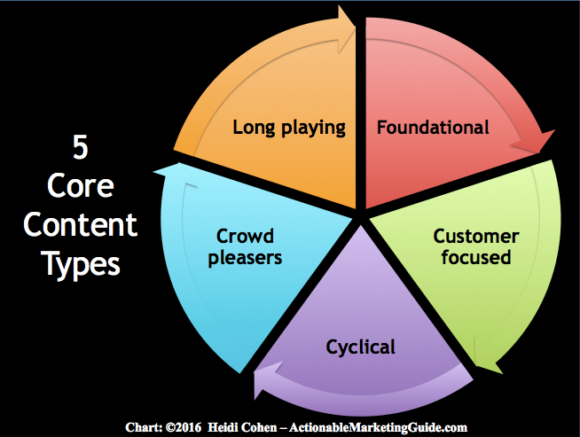 5
Core
Content
Types
Long playing
Foundational
Crowd
pleasers
Customer
focused
Cyclical
Chart: ©2016 Heidi Cohen – ActionableMarketingGuide.com